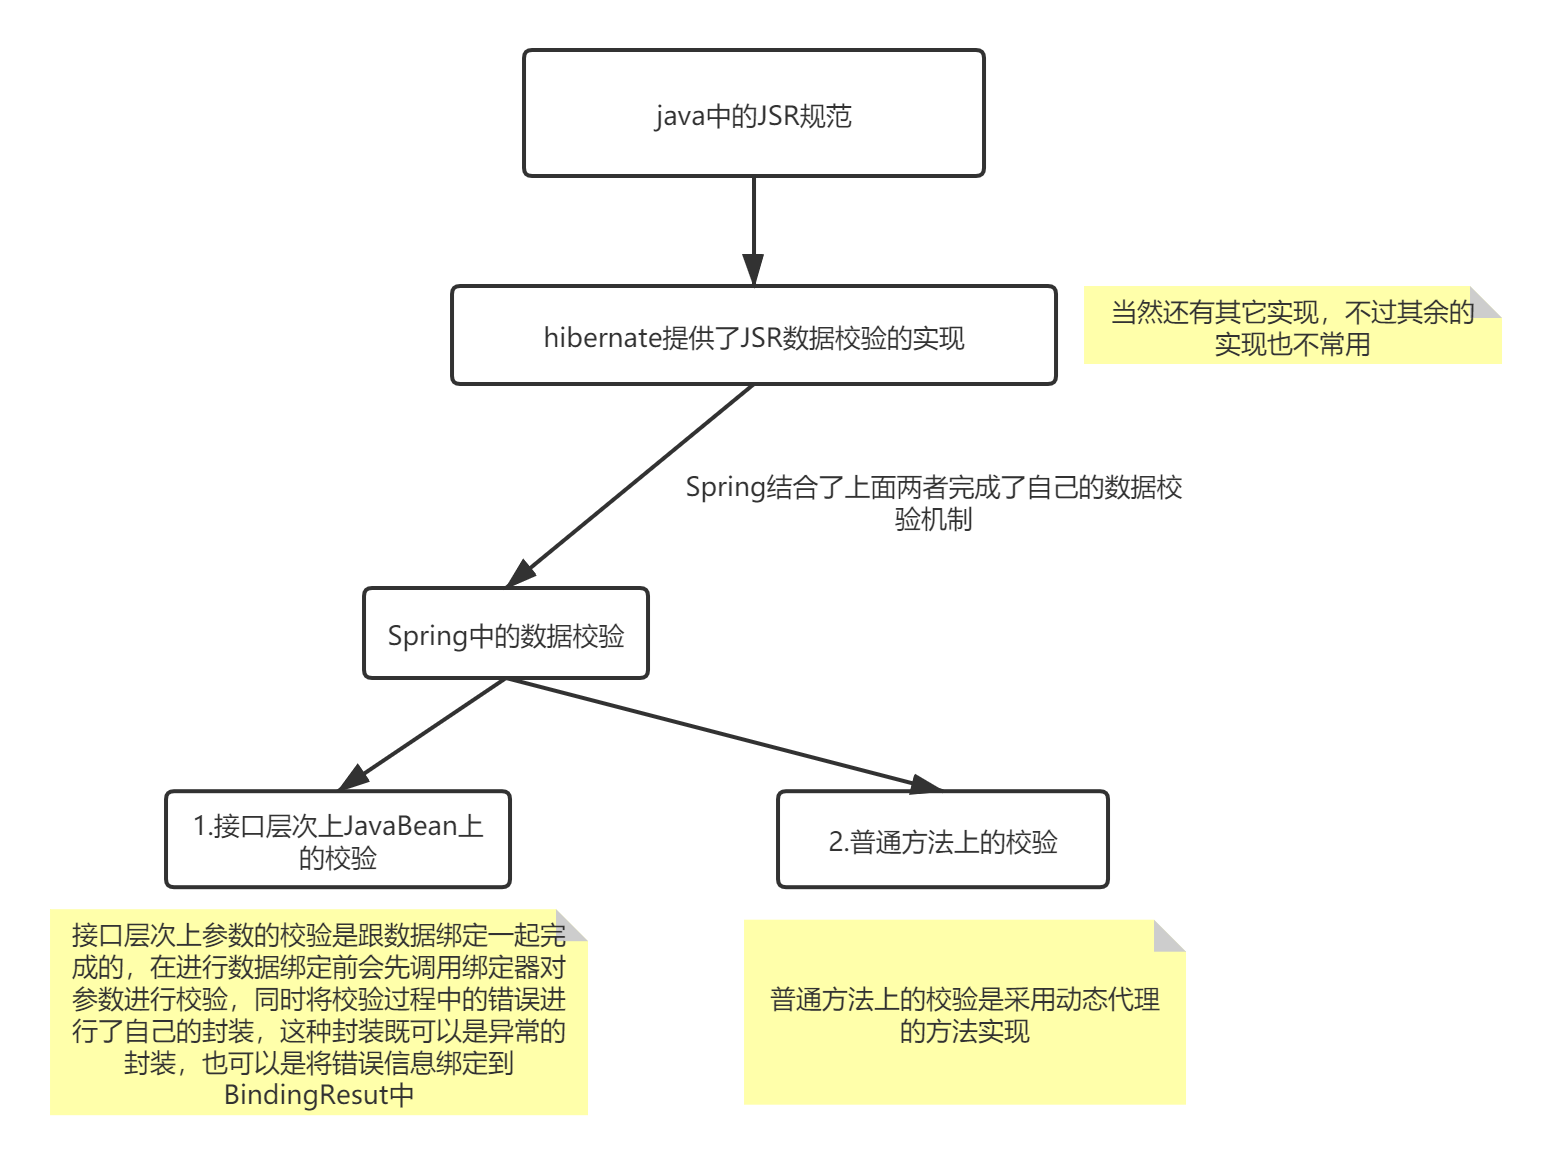 java中的JSR规范
hibernate提供了JSR数据校验的实现
当然还有其它实现，不过其余的
实现也不常用
Spring结合了上面两者完成了自己的数据校
验机制
Spring中的数据校验
1.接口层次上JavaBean上
的校验
2.普通方法上的校验
接口层次上参数的校验是跟数据绑定一起完
成的，在进行数据绑定前会先调用绑定器对
参数进行校验，同时将校验过程中的错误进
行了自己的封装，这种封装既可以是异常的
封装，也可以是将错误信息绑定到
BindingResut中
普通方法上的校验是采用动态代理
的方法实现